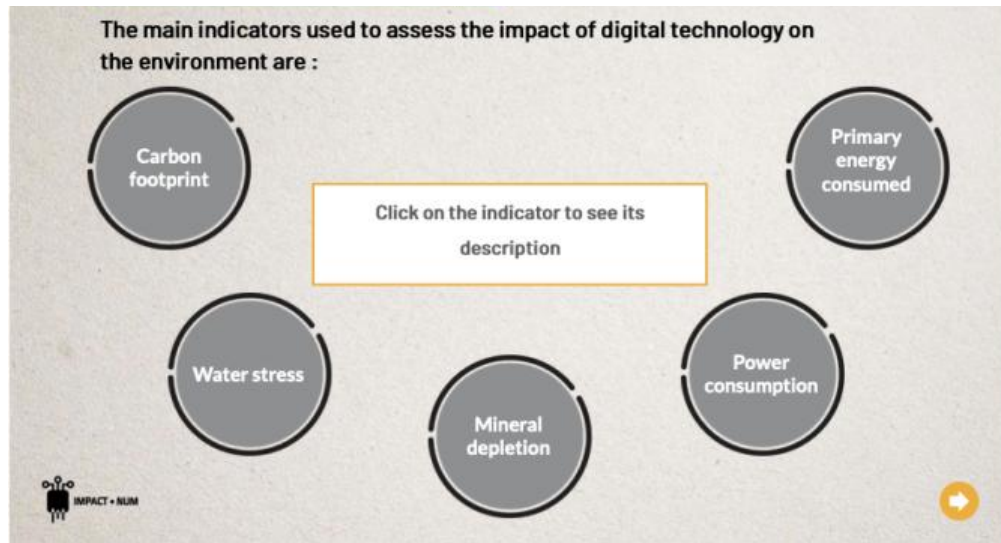 The main indicators used to assess the impact of digital technology on
the environment are :
Carbon
footprint
Primary
energy
consumed
Click on the indicator to see its
description
Water stress
Mineral
depletion
Power
consumption
IMPACT + NUM